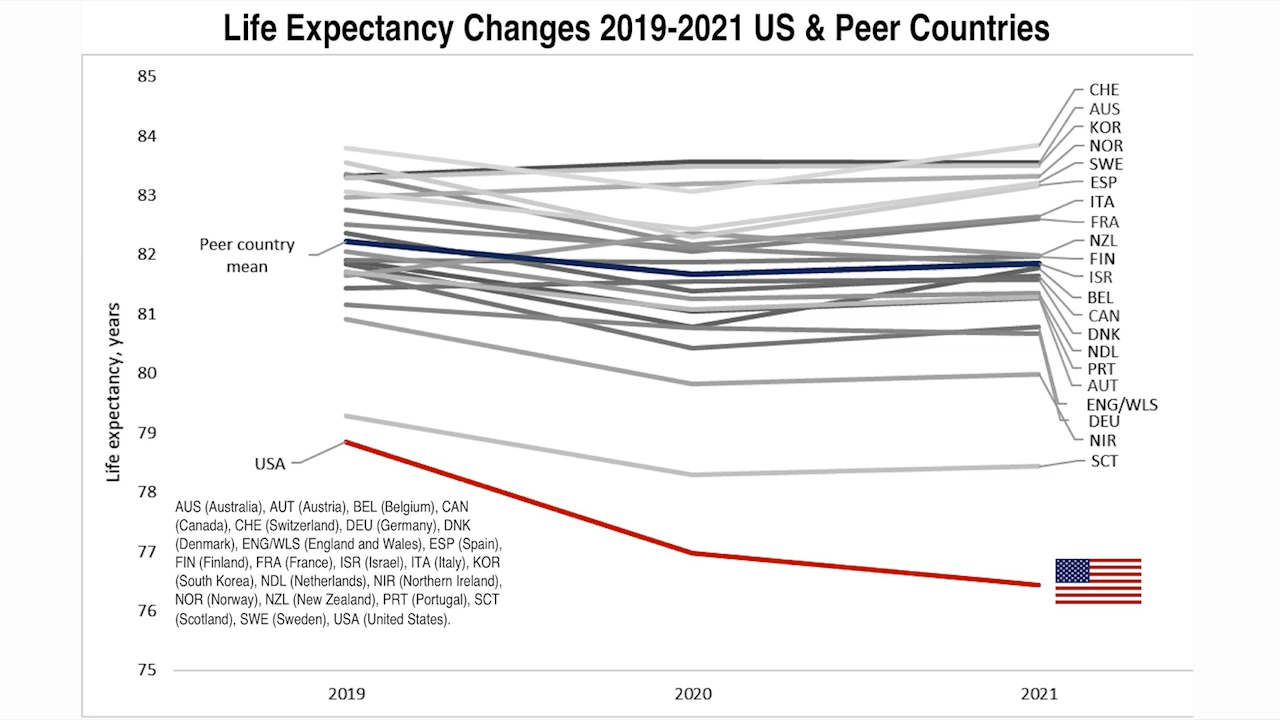 Life Expectancy Changes 2019-2021 US & Peer Countries
85
84
83
82
81
80
79
78
77
76
75
Life expectancy, years
Peer country
mean
USA
CHE
AUS
KOR
NOR
SWE
ESP
ITA
FRA
NZL
FIN
ISR
BEL
CAN
DNK
NDL
PRT
AUT
ENG/WLS
DEU
NIR
SCT
AUS (Australia), AUT (Austria), BEL (Belgium), CAN
(Canada), CHE (Switzerland), DEU (Germany), DNK
(Denmark), ENG/WLS (England and Wales), ESP (Spain),
FIN (Finland), FRA (France), ISR (Israel), ITA (Italy), KOR
(South Korea), NDL (Netherlands), NIR (Northern Ireland),
NOR (Norway), NZL (New Zealand), PRT (Portugal), SCT
(Scotland), SWE (Sweden), USA (United States).
2019
2020
2021